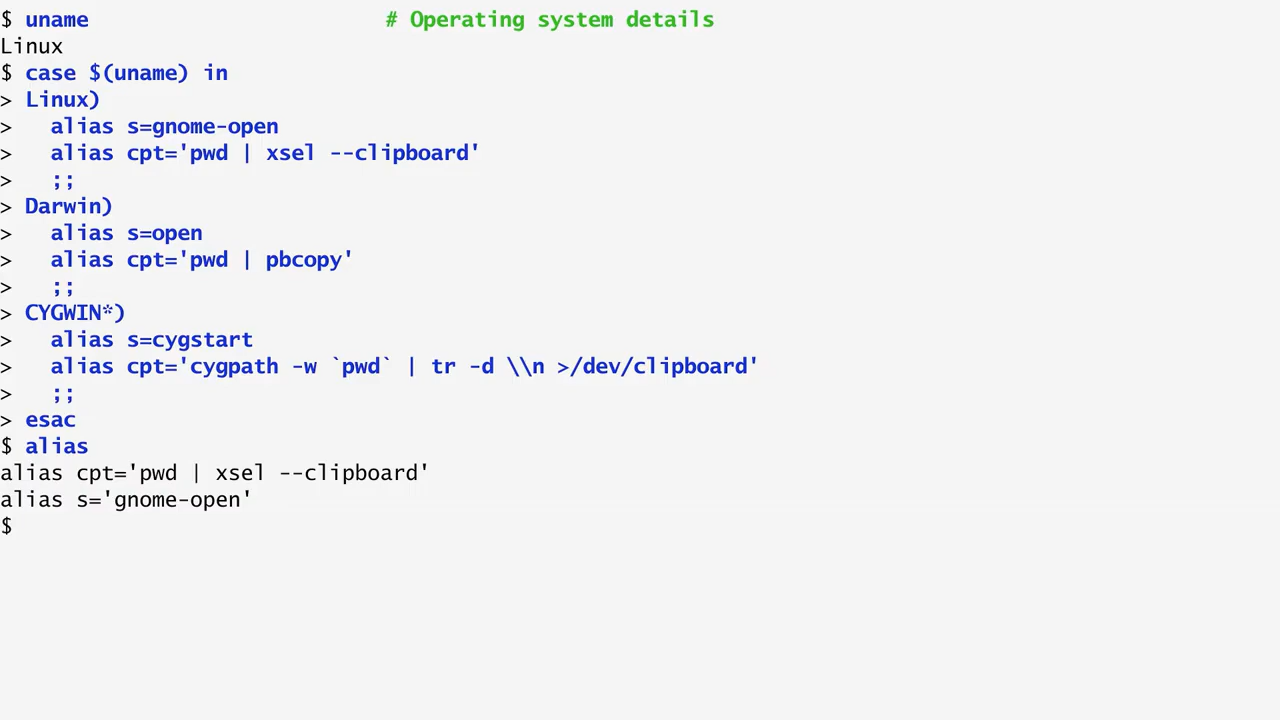 $ uname                       # Operating system details
Linux
$ case $(uname) in
> Linux)
>   alias s=gnome-open
>   alias cpt='pwd | xsel --clipboard'
>   ;;
> Darwin)
>   alias s=open
>   alias cpt='pwd | pbcopy'
>   ;;
> CYGWIN*)
>   alias s=cygstart
>   alias cpt='cygpath -w `pwd` | tr -d \\n >/dev/clipboard'
>   ;;
> esac
$ alias
alias cpt='pwd | xsel --clipboard'
alias s='gnome-open'
$